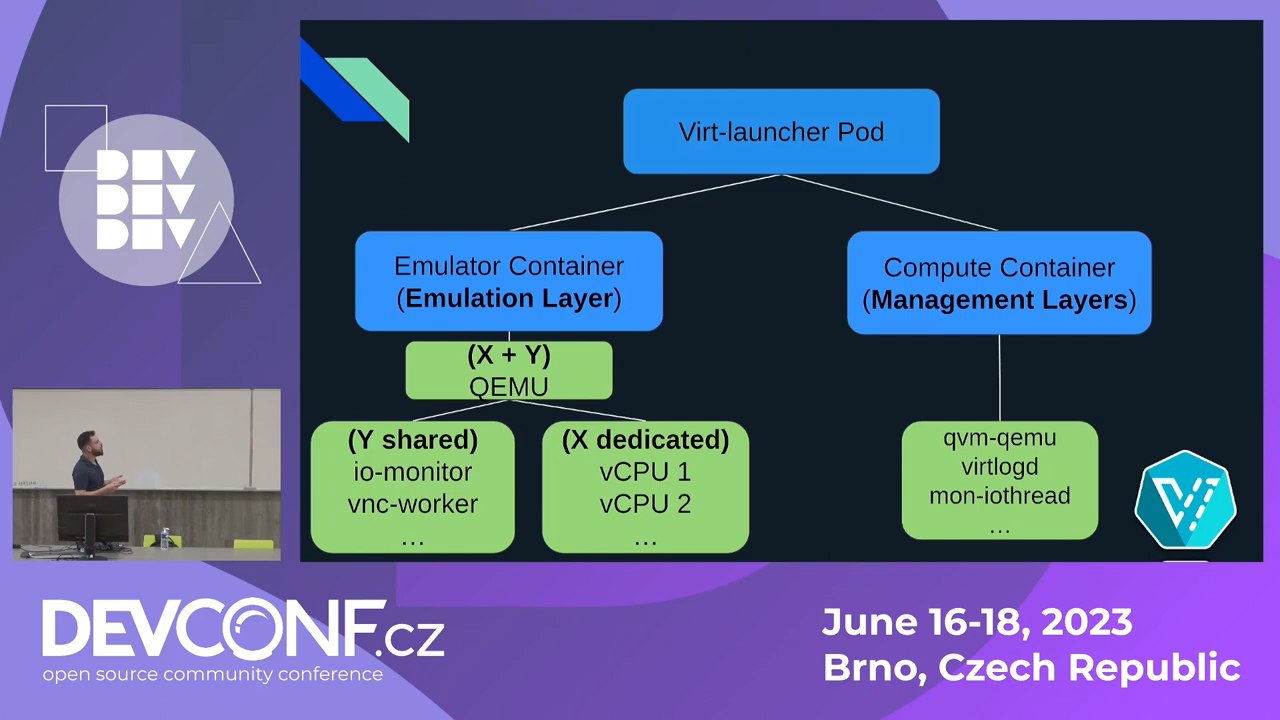 DEV
DEV
DEV
Virt-launcher Pod
Emulator Container
(Emulation Layer)
Compute Container
(Management Layers)
(X + Y)
QEMU
(Y shared)
io-monitor
vnc-worker
...
(X dedicated)
vCPU 1
vCPU 2
...
qvm-qemu
virtlogd
mon-iothread
...
DEVCONF.cz
open source community conference
June 16-18, 2023
Brno, Czech Republic